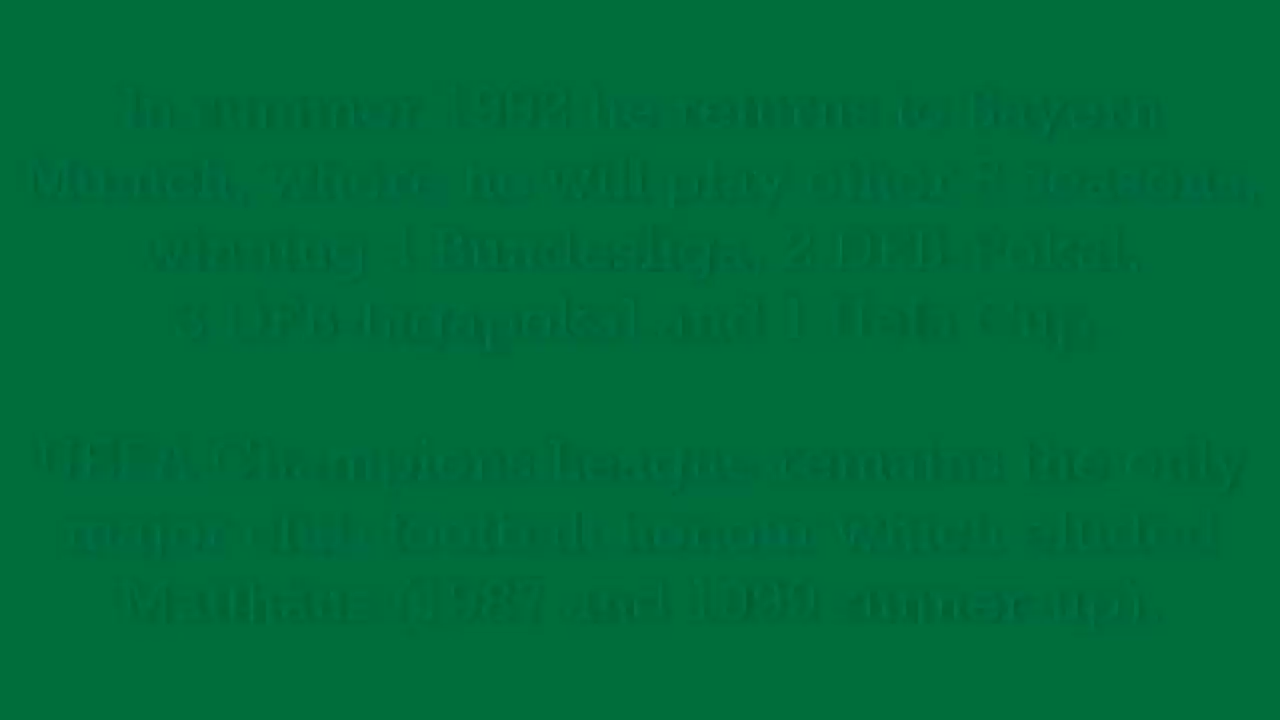 In summer 1992 he returns to Bayern
Munich, where he will play other 8 seasons,
winning 4 Bundesliga, 2 DFB-Pokal,
3 DFB-Ligapokal and 1 Uefa Cup.
UEFA Champions League remains the only
major club football honour which eluded
Matthäus (1987 and 1999 runner-up).